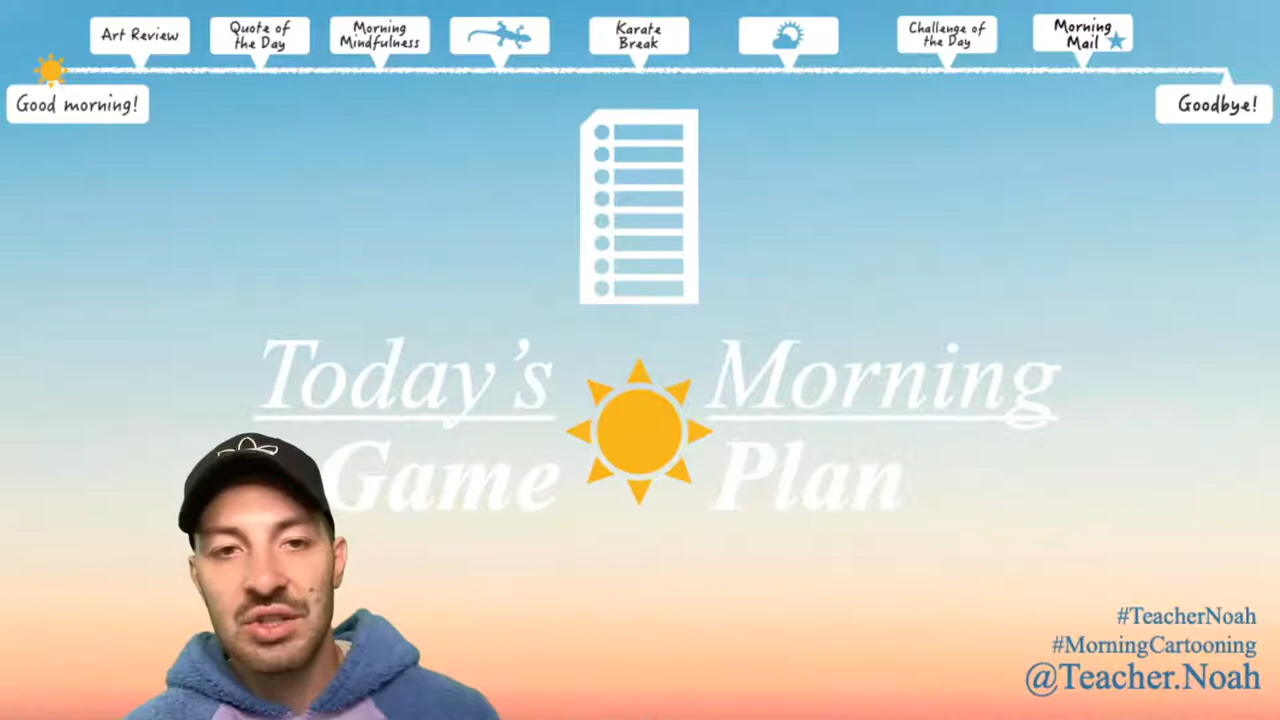 Art Review
Quote of
the Day
Morning
Mindfulness
Karate
Break
Challenge of
the Day
Morning
Mail
Good morning!
Goodbye!
Today's Morning
Game Plan
#TeacherNoah
#MorningCartooning
@Teacher.Noah